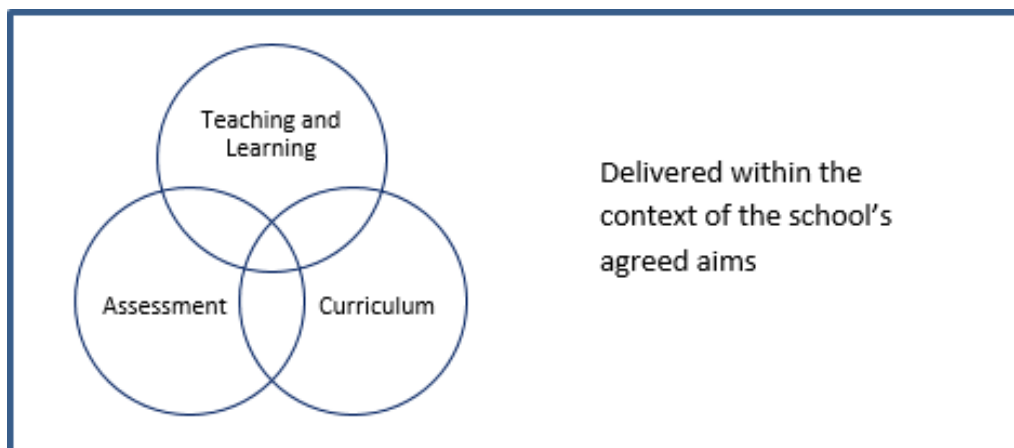 Teaching and
Learning
Assessment
Curriculum
Delivered within the
context of the school’s
agreed aims